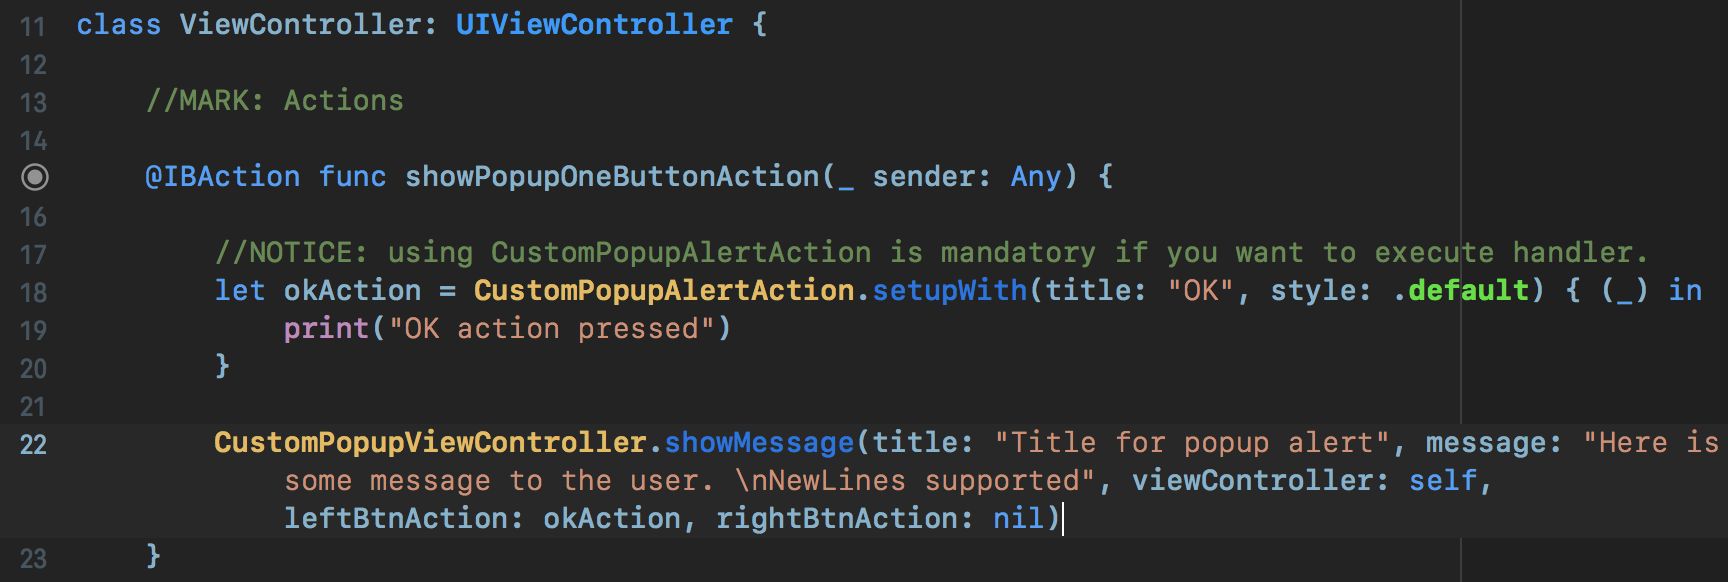 11 class ViewController: UIViewController {
12
13 //MARK: Actions
14
@IBAction func showPopupOneButtonAction(_ sender: Any) {
16
17 //NOTICE: using CustomPopupAlertAction is mandatory if you want to execute handler.
18 let okAction = CustomPopupAlertAction.setupWith(title: "OK", style: .default) { (_) in
19 print("OK action pressed")
20 }
21
22 CustomPopupViewController.showMessage(title: "Title for popup alert", message: "Here is
some message to the user. \nNewLines supported", viewController: self,
leftBtnAction: okAction, rightBtnAction: nil)
23 }